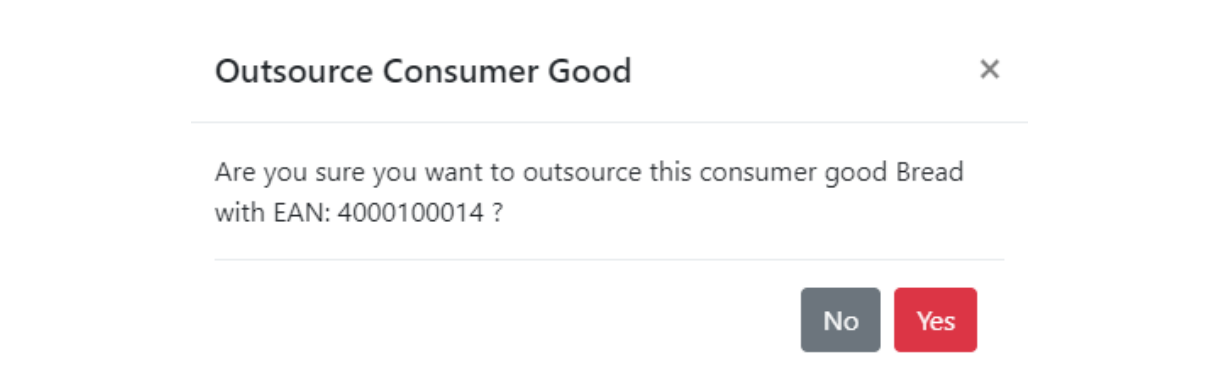 Outsource Consumer Good ×
Are you sure you want to outsource this consumer good Bread
with EAN: 4000100014 ?
No Yes